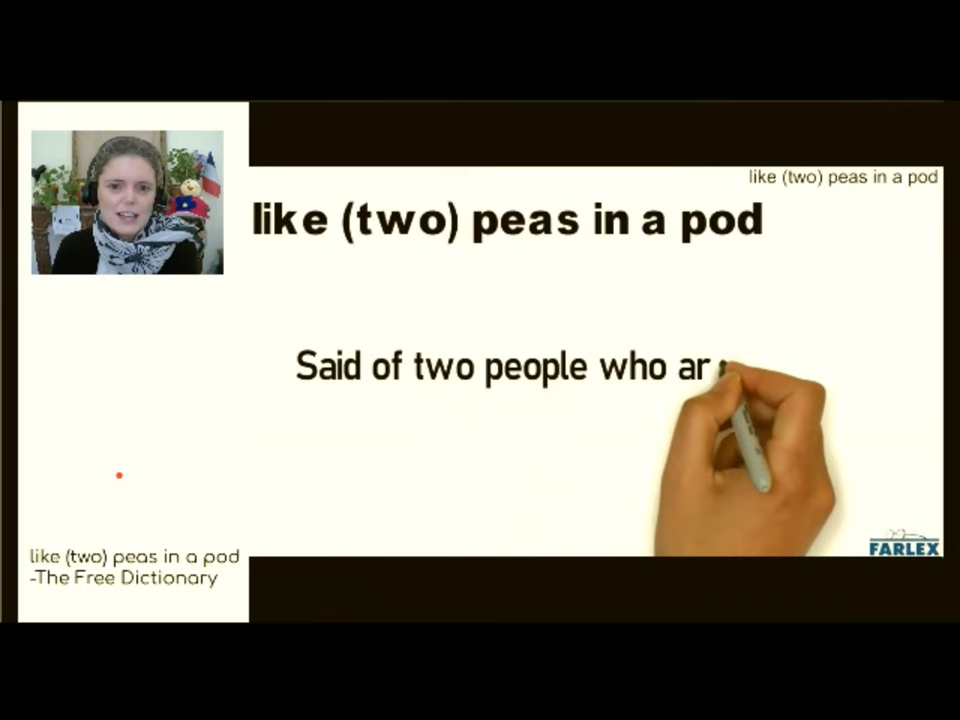 like (two) peas in a pod
like (two) peas in a pod
Said of two people who ar
FARLEX
like (two) peas in a pod
-The Free Dictionary